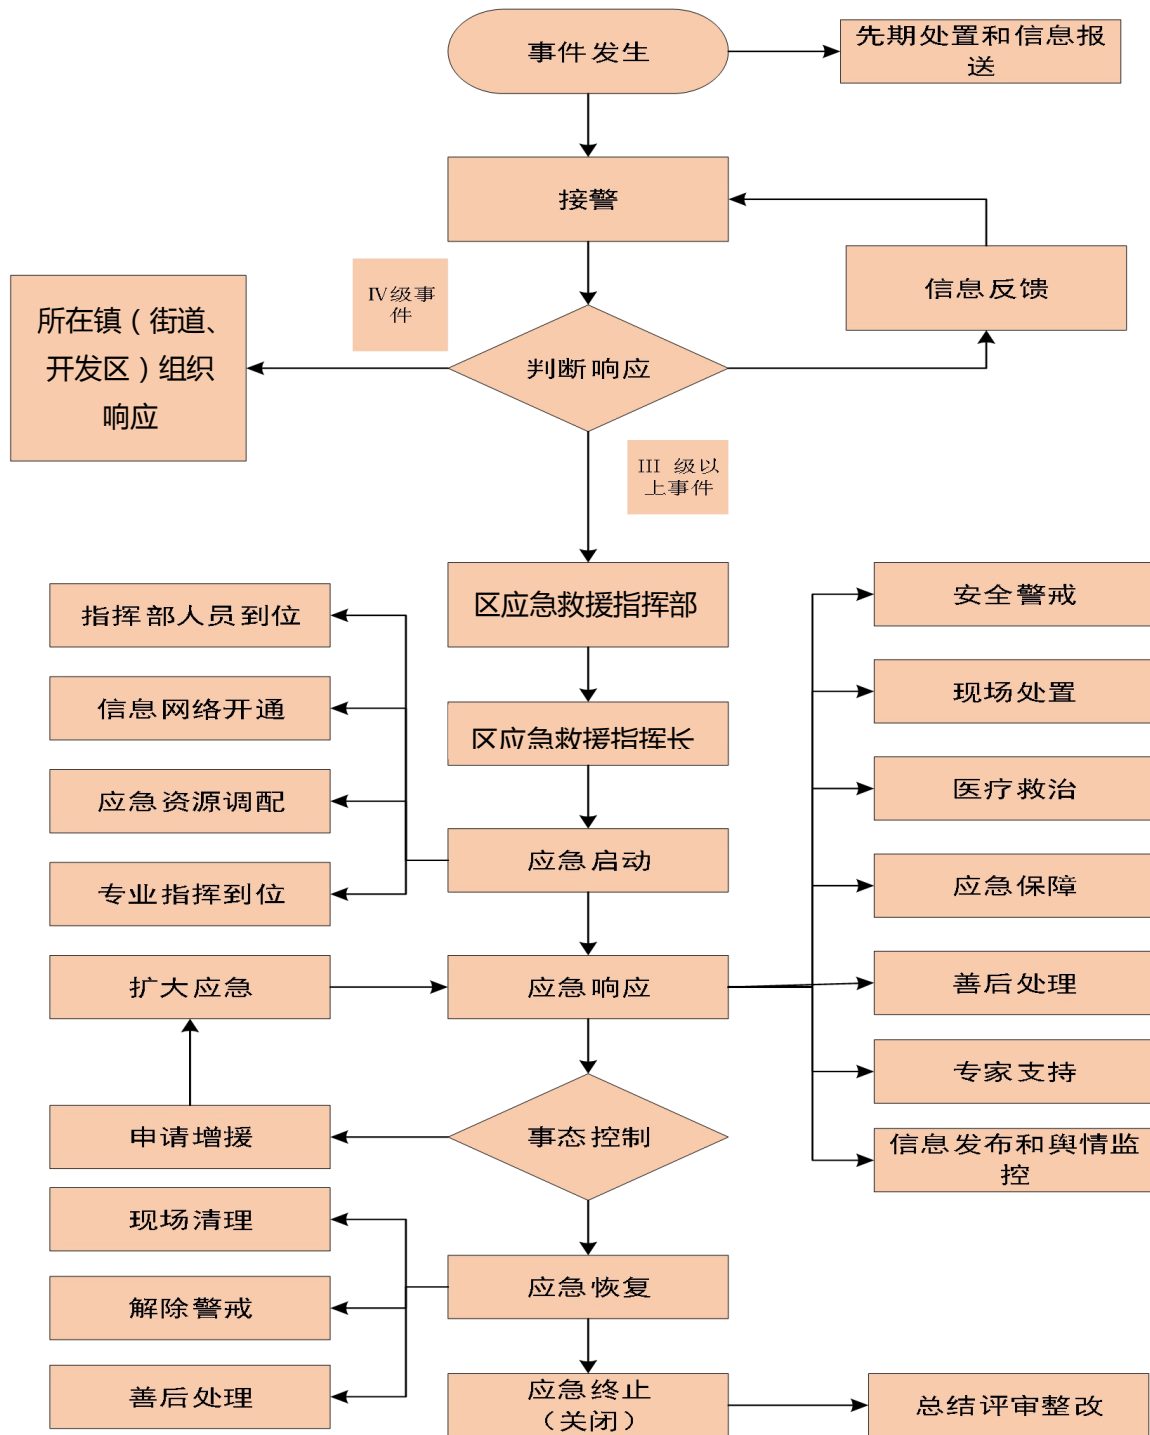 事件发生
先期处置和信息报
送
接警
信息反馈
Ⅳ级事
件
所在镇（街道、
开发区）组织
响应
判断响应
III 级以
上事件
区应急救援指挥部
指挥部人员到位
安全警戒
信息网络开通
区应急救援指挥长
现场处置
应急资源调配
医疗救治
应急启动
专业指挥到位
应急保障
扩大应急
应急响应
善后处理
专家支持
申请增援
事态控制
信息发布和舆情监
控
现场清理
应急恢复
解除警戒
善后处理
应急终止
（关闭）
总结评审整改